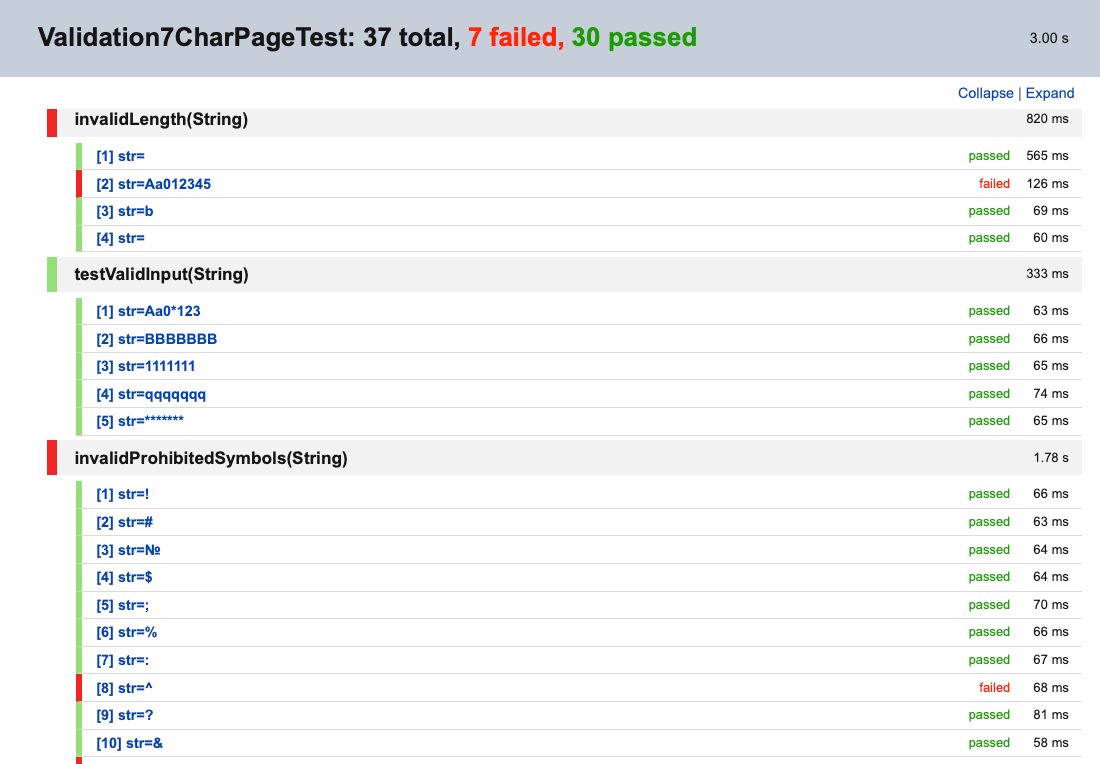 Validation7CharPageTest: 37 total, 7 failed, 30 passed 3.00 s
Collapse | Expand
invalidLength(String) 820 ms
[1] str= passed 565 ms
[2] str=Aa012345 failed 126 ms
[3] str=b passed 69 ms
[4] str= passed 60 ms
testValidInput(String) 333 ms
[1] str=Aa0*123 passed 63 ms
[2] str=BBBBBBB passed 66 ms
[3] str=1111111 passed 65 ms
[4] str=qqqqqqq passed 74 ms
[5] str=******* passed 65 ms
invalidProhibitedSymbols(String) 1.78 s
[1] str=! passed 66 ms
[2] str=# passed 63 ms
[3] str=№ passed 64 ms
[4] str=$ passed 64 ms
[5] str=; passed 70 ms
[6] str=% passed 66 ms
[7] str=: passed 67 ms
[8] str=^ failed 68 ms
[9] str=? passed 81 ms
[10] str=& passed 58 ms